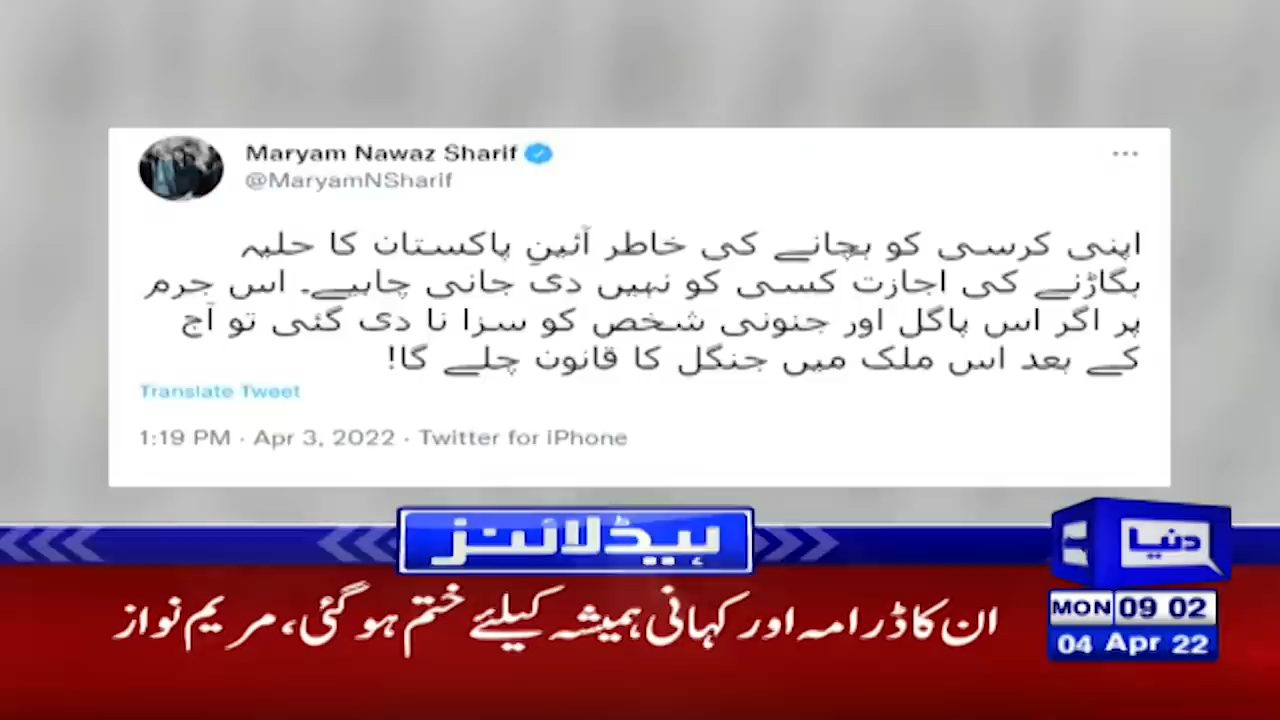 Maryam Nawaz Sharif
@MaryamNSharif
اپنی کرسی کو بچانے کی خاطر آئینِ پاکستان کا حلیہ
بگاڑنے کی اجازت کسی کو نہیں دی جانی چاہیے۔ اس جرم
پر اگر اس پاگل اور جنونی شخص کو سزا نا دی گئی تو آج
کے بعد اس ملک میں جنگل کا قانون چلے گا!
Translate Tweet
1:19 PM · Apr 3, 2022 · Twitter for iPhone
ہیڈلائنز
دنیا
ان کا ڈرامہ اور کہانی ہمیشہ کیلئے ختم ہوگئی، مریم نواز
MON 09 02
04 Apr 22